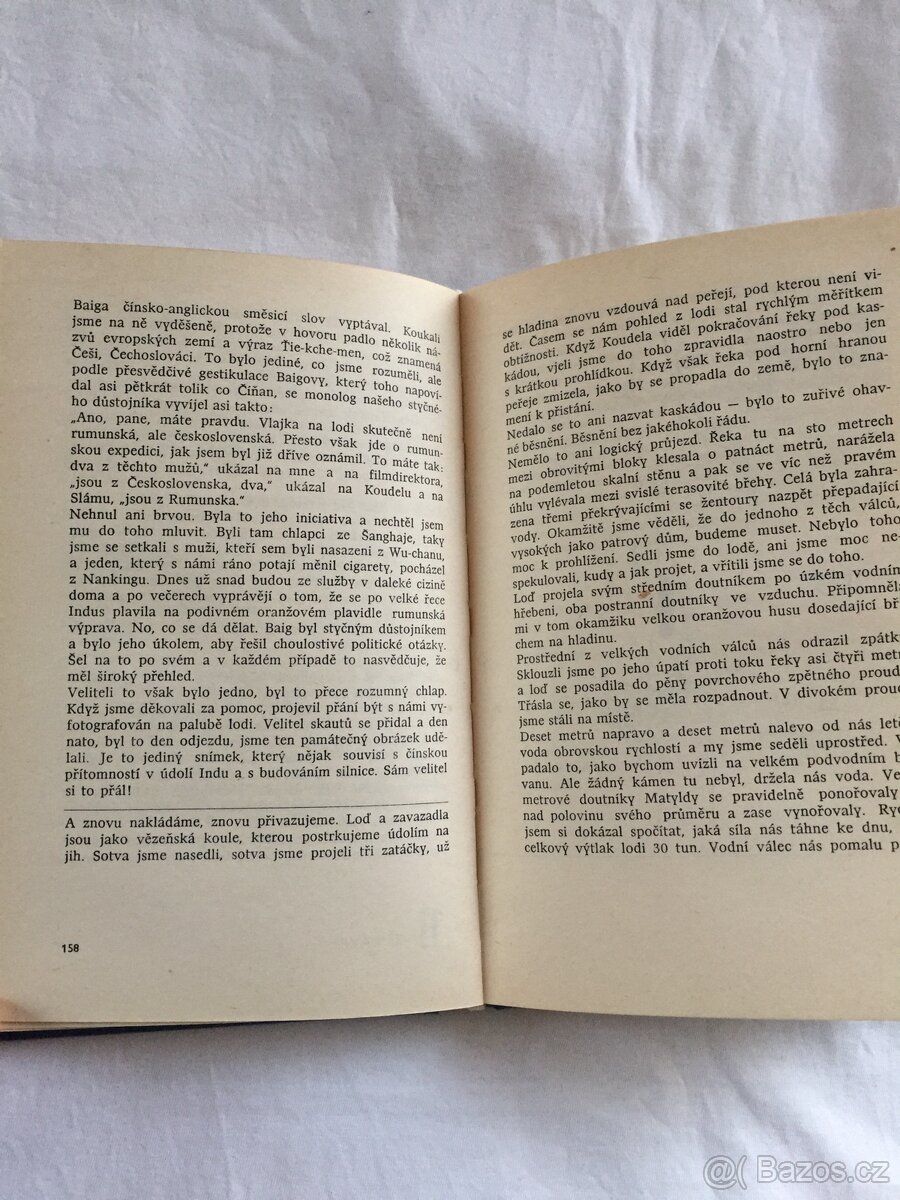 Baiga čínsko-anglickou směsicí slov vyptával. Koukali
jsme na ně vyděšeně, protože v hovoru padlo několik ná-
zvů evropských zemí a výraz Ťie-kche-men, což znamená
Češi, Čechoslováci. To bylo jediné, co jsme rozuměli, ale
podle přesvědčivé gestikulace Baigovy, který toho napoví-
dal asi pětkrát tolik co Číňan, se monolog našeho styčné-
ho důstojníka vyvíjel asi takto:
„Ano, pane, máte pravdu. Vlajka na lodi skutečně není
rumunská, ale československá. Přesto však jde o rumun-
skou expedici, jak jsem byl již dříve oznámil. To máte tak:
dva z těchto mužů,“ ukázal na mne a na filmdirektora,
„jsou z Československa, dva,“ ukázal na Koudelu a na
Slámu, „jsou z Rumunska.“
Nehnul ani brvou. Byla to jeho iniciativa a nechtěl jsem
mu do toho mluvit. Byli tam chlapci ze Šanghaje, taky
jsme se setkali s muži, kteří sem byli nasazeni z Wu-chanu,
a jeden, který s námi ráno potají měnil cigarety, pocházel
z Nankingu. Dnes už snad budou ze služby v daleké cizině
doma a po večerech vyprávějí o tom, že se po velké řece
Indus plavila na podivném oranžovém plavidle rumunská
výprava. No, co se dá dělat. Baig byl styčným důstojníkem
a bylo jeho úkolem, aby řešil choulostivé politické otázky.
Šel na to po svém a v každém případě to nasvědčuje, že
měl široký přehled.
Veliteli to však bylo jedno, byl to přece rozumný chlap.
Když jsme děkovali za pomoc, projevil přání být s námi vy-
fotografován na palubě lodi. Velitel skautů se přidal a den
nato, byl to den odjezdu, jsme ten památečný obrázek udě-
lali. Je to jediný snímek, který nějak souvisí s čínskou
přítomností v údolí Indu a s budováním silnice. Sám velitel
si to přál!
A znovu nakládáme, znovu přivazujeme. Loď a zavazadla
jsou jako vězeňská koule, kterou postrkujeme údolím na
jih. Sotva jsme nasedli, sotva jsme projeli tři zatáčky, už
158
se hladina znovu vzdouvá nad peřejí, pod kterou není vi-
dět. Časem se nám pohled z lodi stal rychlým měřítkem
obtížnosti. Když Koudela viděl pokračování řeky pod kas-
kádou, vjeli jsme do toho zpravidla naostro nebo jen
s krátkou prohlídkou. Když však řeka pod horní hranou
peřeje zmizela, jako by se propadla do země, bylo to zna-
mení k přistání.
Nedalo se to ani nazvat kaskádou — bylo to zuřivé ohav-
né běsnění. Běsnění bez jakéhokoli řádu.
Nemělo to ani logický průjezd. Řeka tu na sto metrech
mezi obrovitými bloky klesala o patnáct metrů, narážela
na podemletou skalní stěnu a pak se ve víc než pravém
úhlu vylévala mezi svislé terasovité břehy. Celá byla zahra-
zena třemi překrývajícími se žentoury nazpět přepadající
vody. Okamžitě jsme věděli, že do jednoho z těch válců,
vysokých jako patrový dům, budeme muset. Nebylo toho
moc k prohlížení. Sedli jsme do lodě, ani jsme moc ne-
spekulovali, kudy a jak projet, a vřítili jsme se do toho.
Loď projela svým středním doutníkem po úzkém vodním
hřebeni, oba postranní doutníky ve vzduchu. Připomněla
mi v tom okamžiku velkou oranžovou husu dosedající bři
chem na hladinu.
Prostřední z velkých vodních válců nás odrazil zpátk
Sklouzli jsme po jeho úpatí proti toku řeky asi čtyři metr
a loď se posadila do pěny povrchového zpětného proud
Třásla se, jako by se měla rozpadnout. V divokém prou
jsme stáli na místě.
Deset metrů napravo a deset metrů nalevo od nás let
voda obrovskou rychlostí a my jsme seděli uprostřed. V
padalo to, jako bychom uvízli na velkém podvodním b
vanu. Ale žádný kámen tu nebyl, držela nás voda. Ve
metrové doutníky Matyldy se pravidelně ponořovaly
nad polovinu svého průměru a zase vynořovaly. Ry
jsem si dokázal spočítat, jaká síla nás táhne ke dnu,
celkový výtlak lodi 30 tun. Vodní válec nás pomalu p
@( Bazos.cz